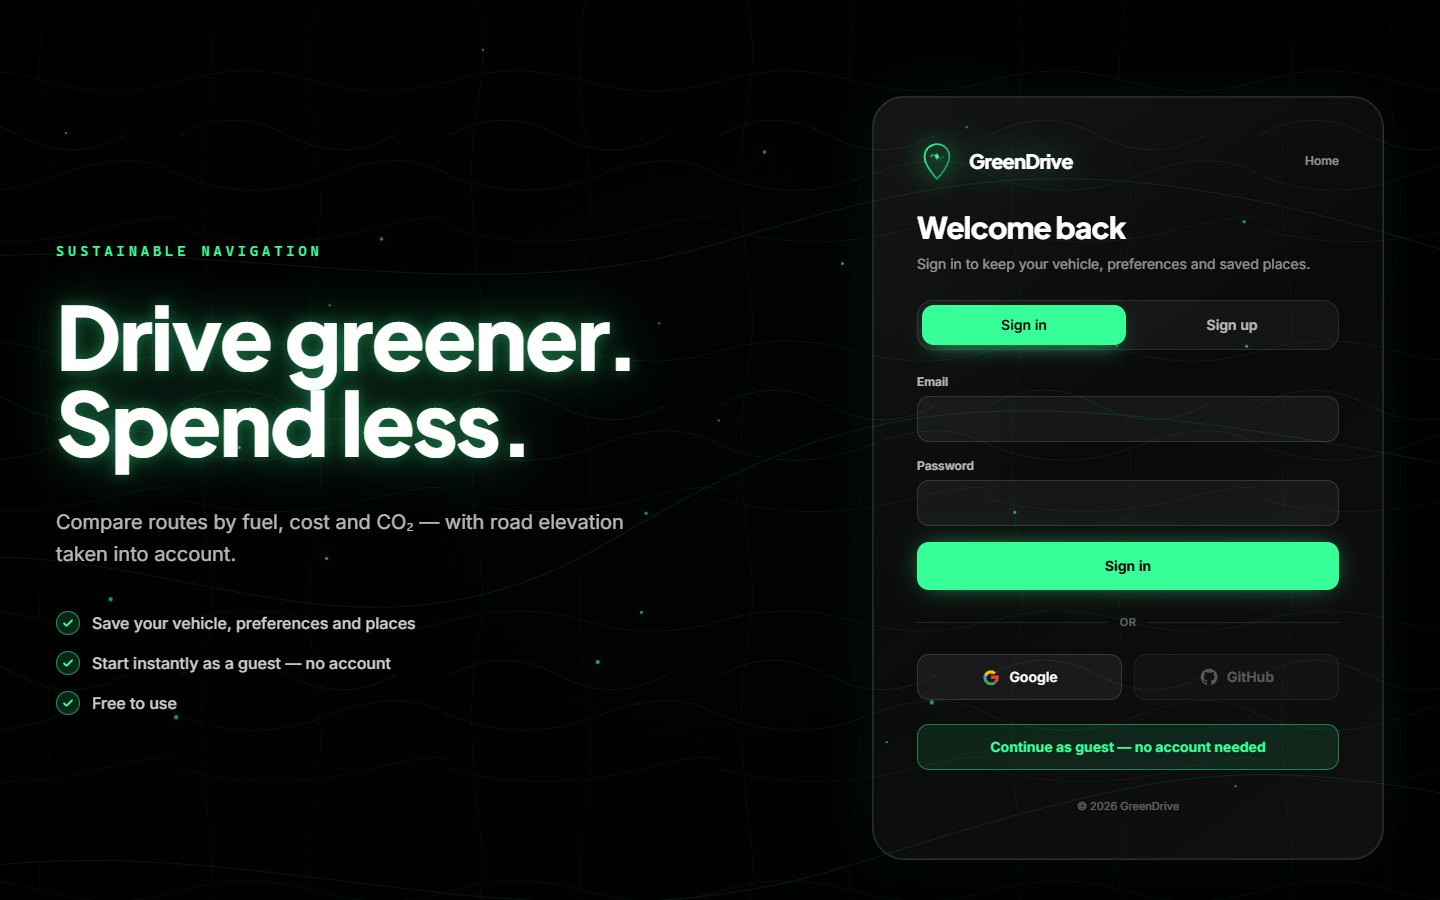 SUSTAINABLE NAVIGATION
Drive greener.
Spend less.
Compare routes by fuel, cost and CO₂ — with road elevation
taken into account.
Save your vehicle, preferences and places
Start instantly as a guest — no account
Free to use
GreenDrive
Home
Welcome back
Sign in to keep your vehicle, preferences and saved places.
Sign in
Sign up
Email
Password
Sign in
OR
Google
GitHub
Continue as guest — no account needed
© 2026 GreenDrive